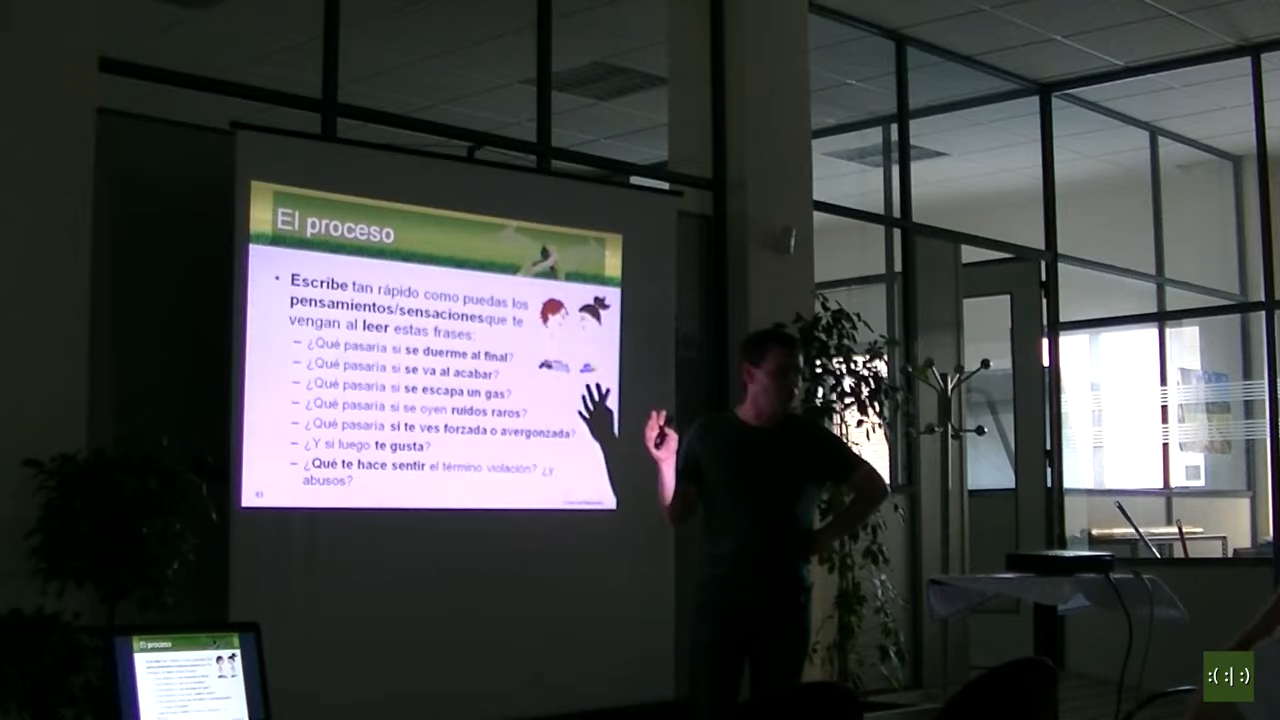 El proceso
• Escribe tan rápido como puedas los
pensamientos/sensacionesque te
vengan al leer estas frases:
– ¿Qué pasaría si se duerme al final?
– ¿Qué pasaría si se va al acabar?
– ¿Qué pasaría si se escapa un gas?
– ¿Qué pasaría si se oyen ruidos raros?
– ¿Qué pasaría si te ves forzada o avergonzada?
– ¿Y si luego te gusta?
– ¿Qué te hace sentir el término violación? ¿y
abusos?
El proceso
:( :| :)